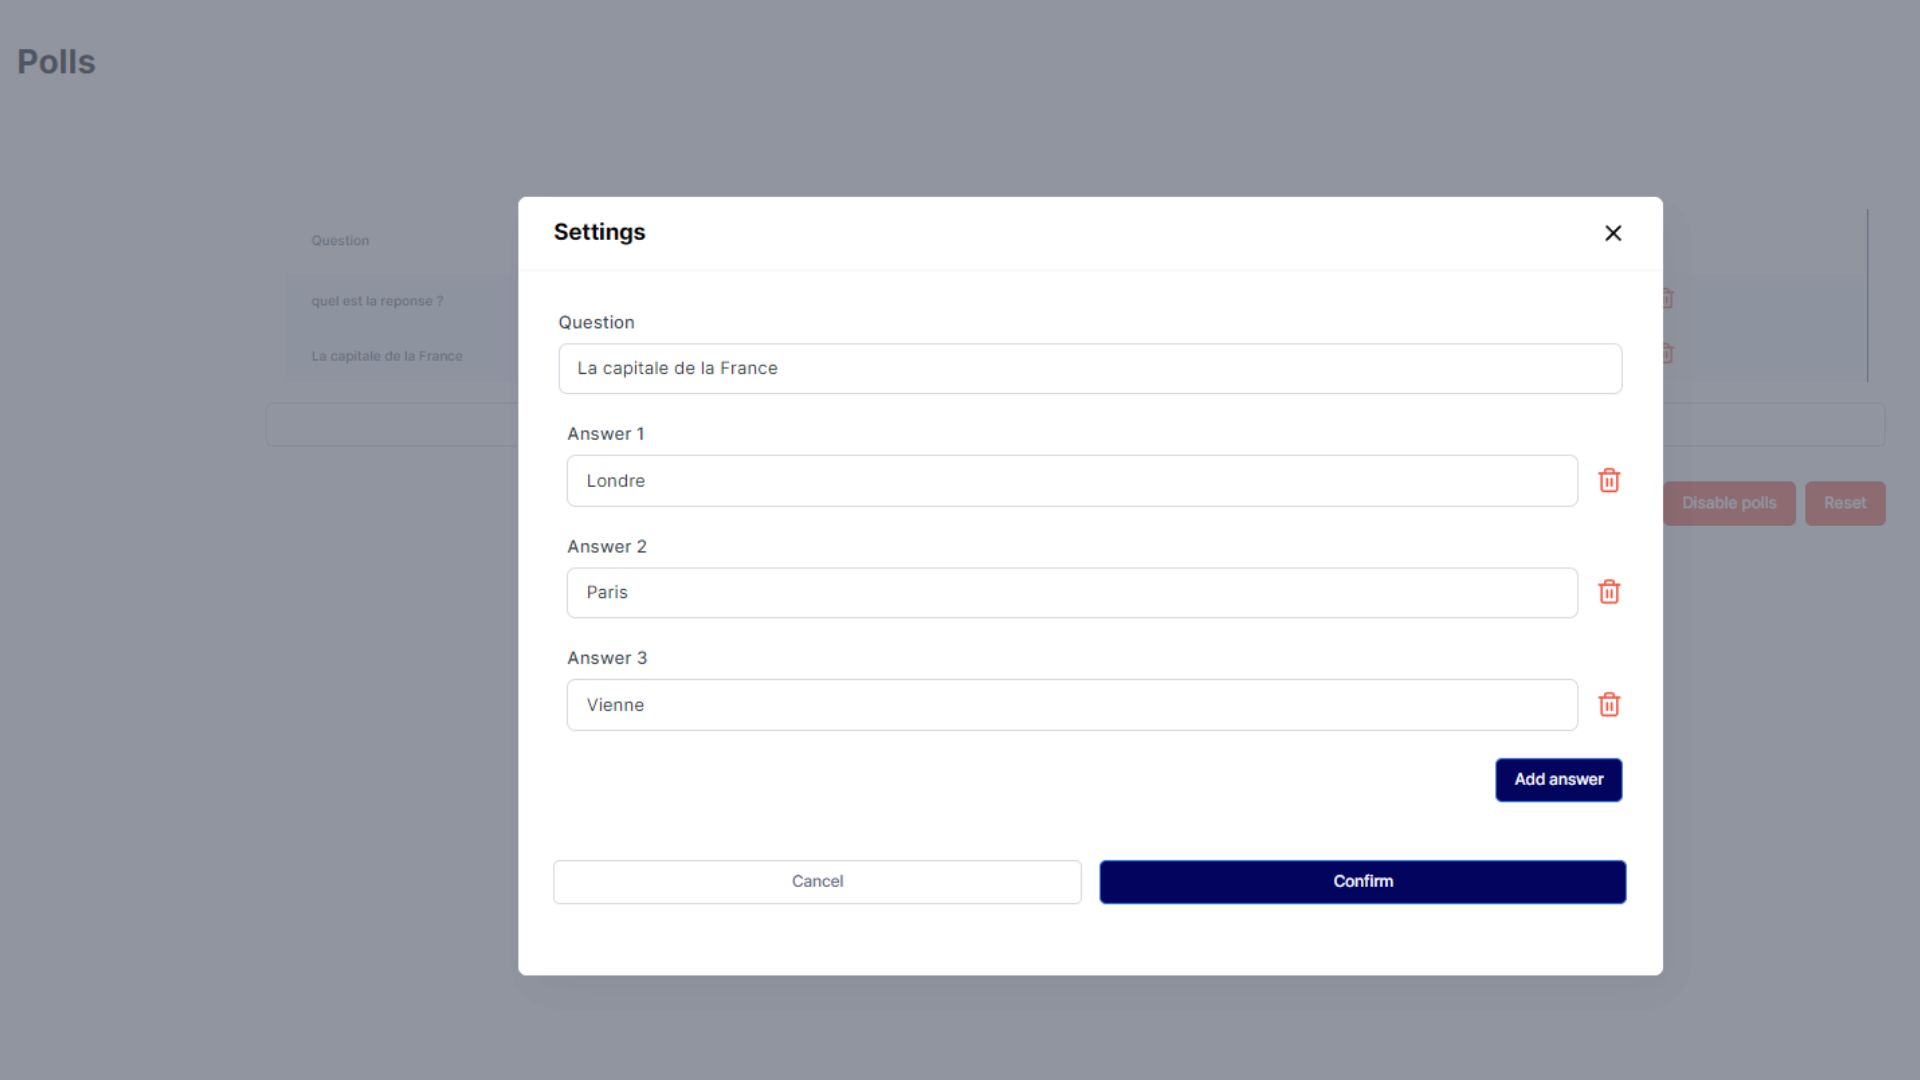 Polls
Settings
Question
Question
quel est la reponse ?
La capitale de la France
La capitale de la France
Answer 1
Londre
Disable polls
Reset
Answer 2
Paris
Answer 3
Vienne
Add answer
Cancel
Confirm